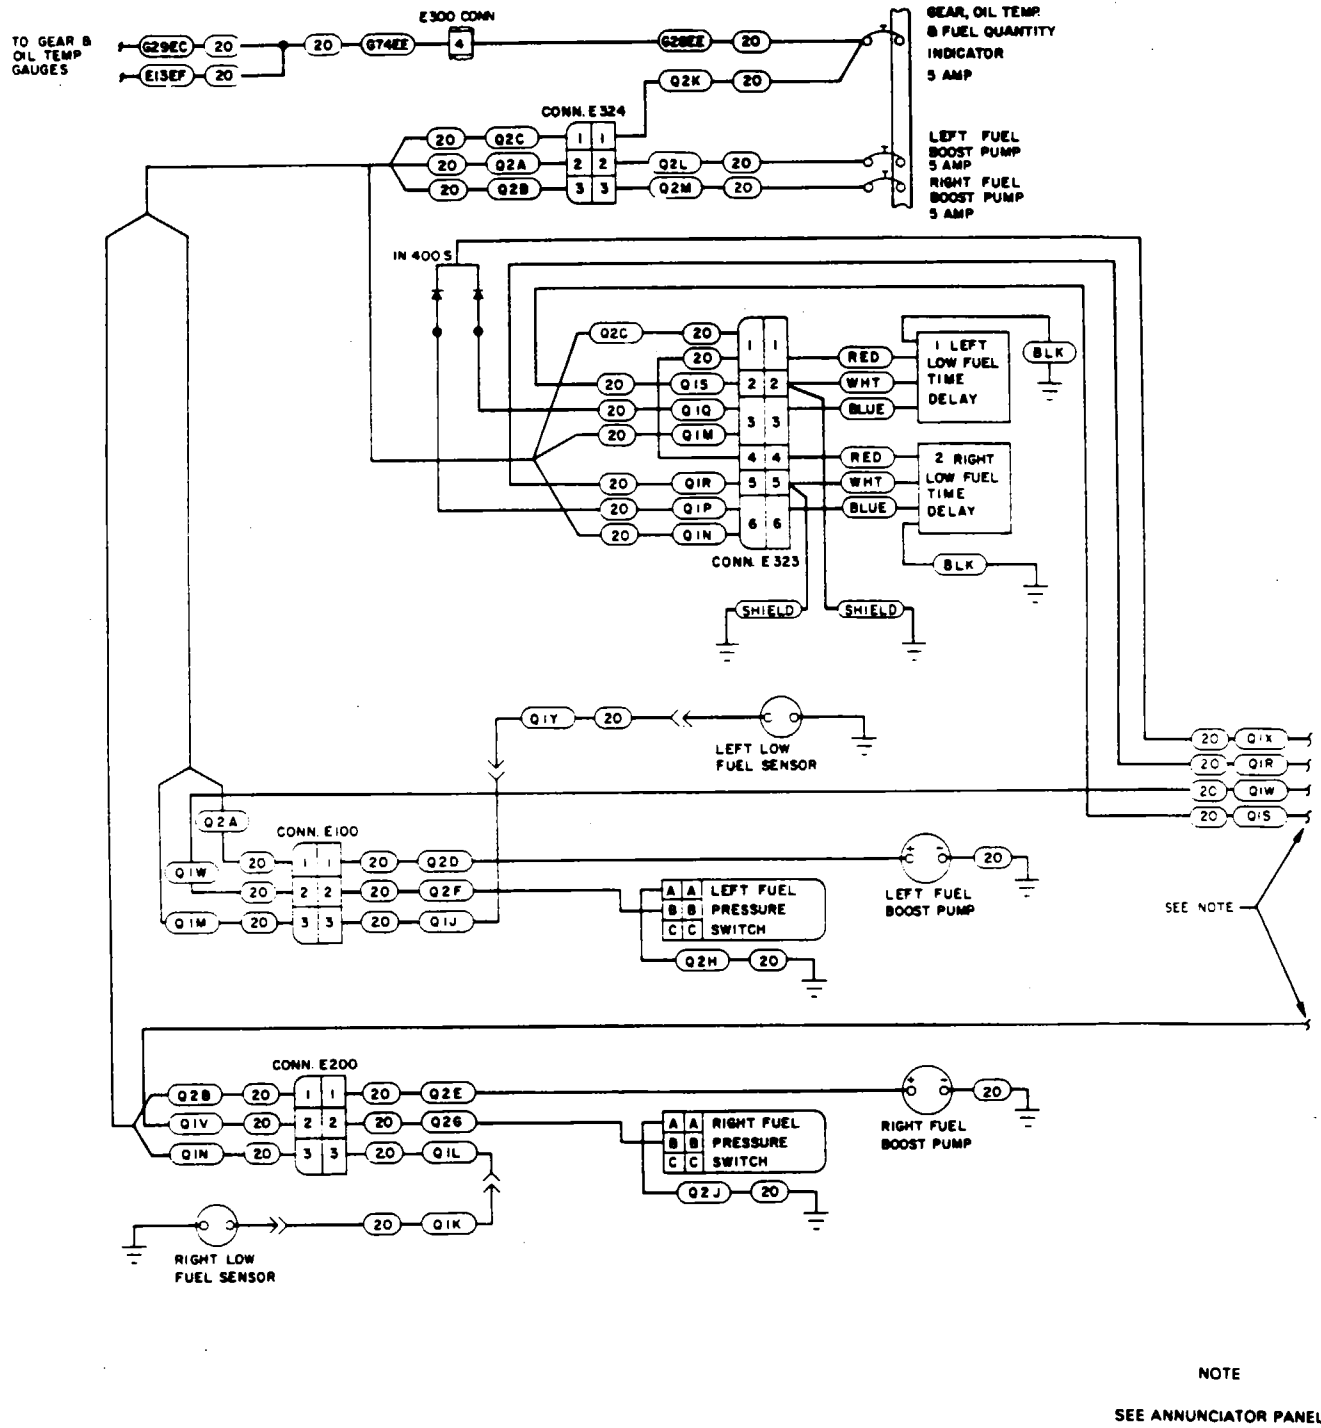 E300 CONN
GEAR, OIL TEMP.
& FUEL QUANTITY
INDICATOR
5 AMP
TO GEAR &
OIL TEMP
GAUGES
G29EC 20 20 G74EE 4 G28EE 20
E13EF 20
Q2K 20
CONN. E324
20 Q2C 1 1
20 Q2A 2 2 Q2L 20
20 Q2B 3 3 Q2M 20
LEFT FUEL
BOOST PUMP
5 AMP
RIGHT FUEL
BOOST PUMP
5 AMP
IN 400 S
Q2C 20 1 1
20 RED
20 Q1S 2 2 WHT
20 Q1Q 3 3 BLUE
20 Q1M
1 LEFT
LOW FUEL
TIME
DELAY
BLK
4 4 RED
20 Q1R 5 5 WHT
20 Q1P 6 6 BLUE
20 Q1N
2 RIGHT
LOW FUEL
TIME
DELAY
BLK
CONN. E323
SHIELD SHIELD
Q1Y 20
LEFT LOW
FUEL SENSOR
20 Q1X
20 Q1R
20 Q1W
20 Q1S
SEE NOTE
Q2A
CONN. E100
20 1 1 20 Q2D
Q1W
20 2 2 20 Q2F
Q1M 20 3 3 20 Q1J
+ - 20
LEFT FUEL
BOOST PUMP
A A LEFT FUEL
B B PRESSURE
C C SWITCH
Q2H 20
CONN. E200
Q2B 20 1 1 20 Q2E
Q1V 20 2 2 20 Q2G
Q1N 20 3 3 20 Q1L
+ - 20
RIGHT FUEL
BOOST PUMP
A A RIGHT FUEL
B B PRESSURE
C C SWITCH
Q2J 20
20 Q1K
RIGHT LOW
FUEL SENSOR
NOTE
SEE ANNUNCIATOR PANEL